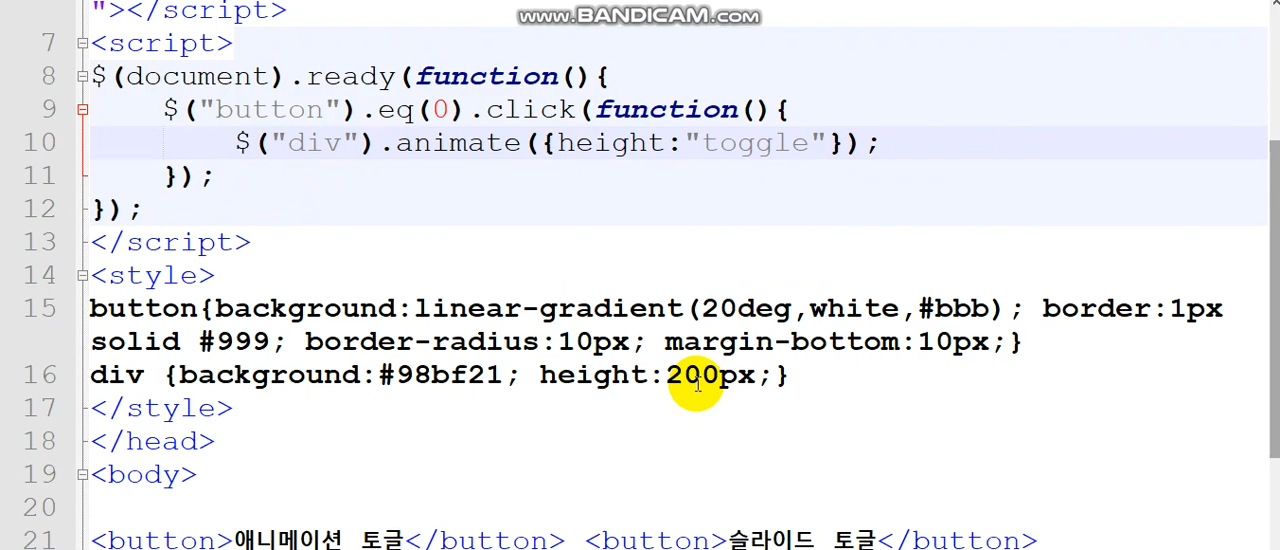 "></script>
www.BANDICAM.com
7 <script>
8 $(document).ready(function(){
9 $("button").eq(0).click(function(){
10 $("div").animate({height:"toggle"});
11 });
12 });
13 </script>
14 <style>
15 button{background:linear-gradient(20deg,white,#bbb); border:1px
solid #999; border-radius:10px; margin-bottom:10px;}
16 div {background:#98bf21; height:200px;}
17 </style>
18 </head>
19 <body>
20
21 <button>애니메이션 토글</button> <button>슬라이드 토글</button>